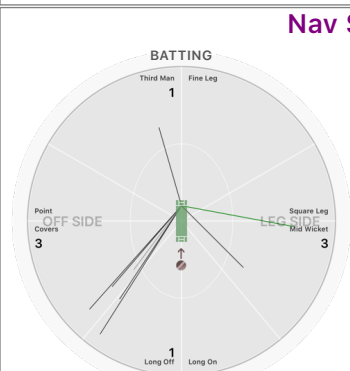 Nav S
BATTING
Third Man Fine Leg
1
Point Square Leg
OFF SIDE LEG SIDE
Covers Mid Wicket
3 3
1
Long Off Long On